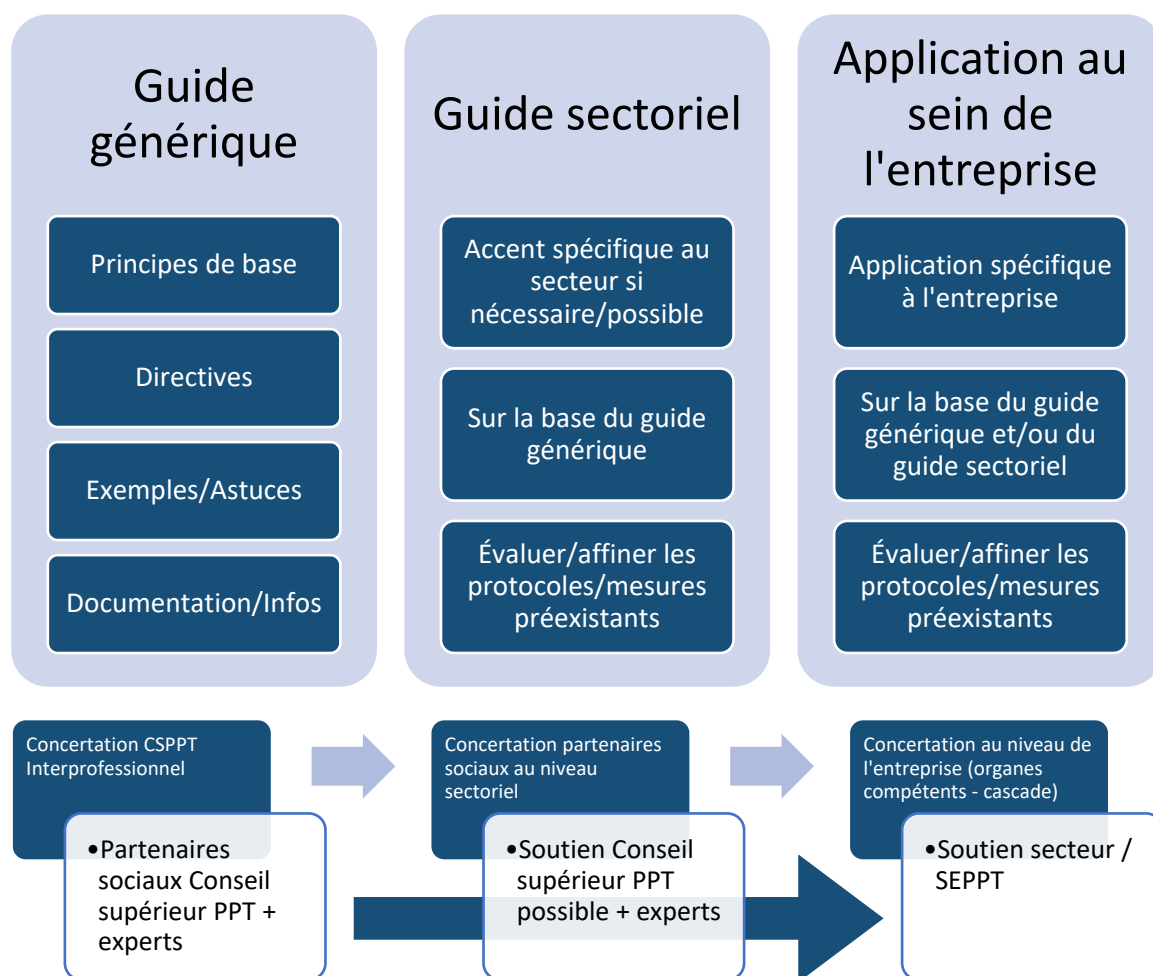 Guide
générique
Principes de base
Directives
Exemples/Astuces
Documentation/Infos
Guide sectoriel
Accent spécifique au
secteur si
nécessaire/possible
Sur la base du guide
générique
Évaluer/affiner les
protocoles/mesures
préexistants
Application au
sein de
l'entreprise
Application spécifique
à l'entreprise
Sur la base du guide
générique et/ou du
guide sectoriel
Évaluer/affiner les
protocoles/mesures
préexistants
Concertation CSPPT
Interprofessionnel
•Partenaires
sociaux Conseil
supérieur PPT +
experts
Concertation partenaires
sociaux au niveau
sectoriel
•Soutien Conseil
supérieur PPT
possible + experts
Concertation au niveau de
l'entreprise (organes
compétents - cascade)
•Soutien secteur /
SEPPT